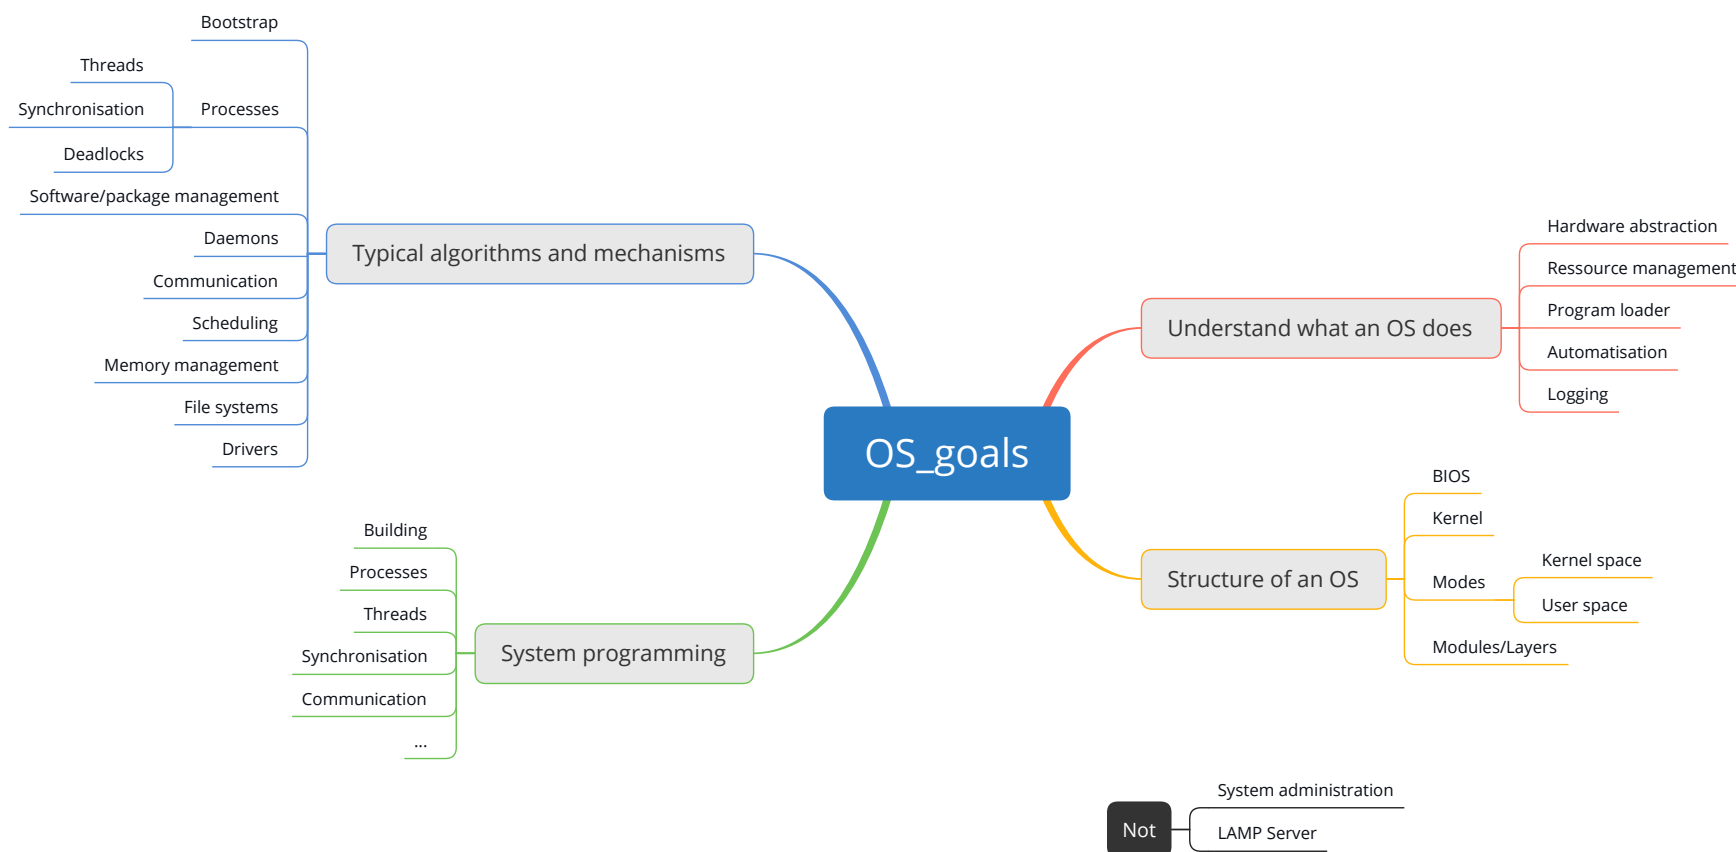 OS_goals
Understand what an OS does
Hardware abstraction
Ressource management
Program loader
Automatisation
Logging
Structure of an OS
BIOS
Kernel
Modes
Kernel space
User space
Modules/Layers
Typical algorithms and mechanisms
Bootstrap
Processes
Threads
Synchronisation
Deadlocks
Software/package management
Daemons
Communication
Scheduling
Memory management
File systems
Drivers
System programming
Building
Processes
Threads
Synchronisation
Communication
...
Not
System administration
LAMP Server